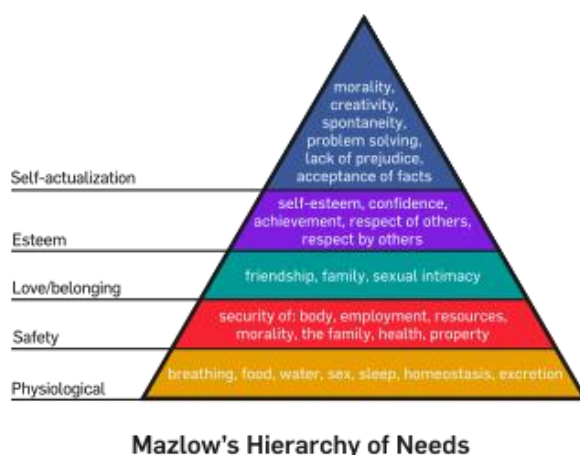 morality,
creativity,
spontaneity,
problem solving,
lack of prejudice,
acceptance of facts
Self-actualization
self-esteem, confidence,
achievement, respect of others,
respect by others
Esteem
friendship, family, sexual intimacy
Love/belonging
security of: body, employment, resources,
morality, the family, health, property
Safety
breathing, food, water, sex, sleep, homeostasis, excretion
Physiological
Mazlow's Hierarchy of Needs